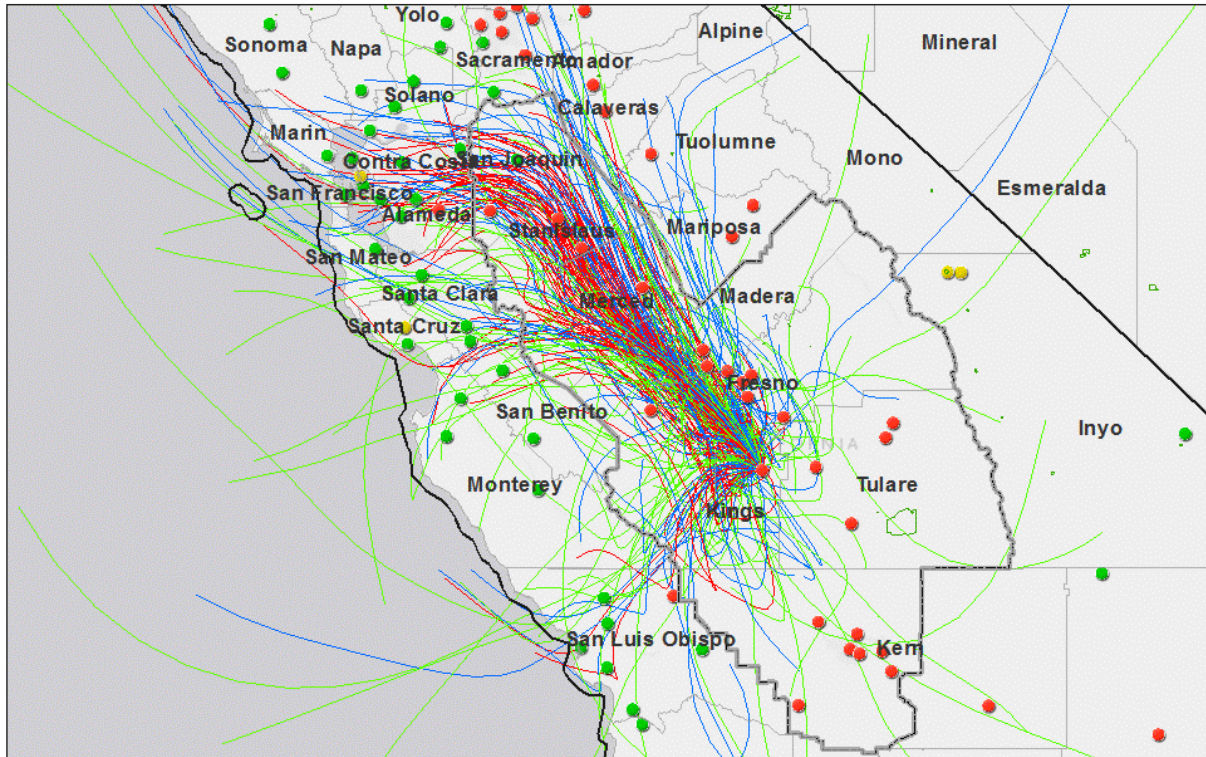 Yolo
Sonoma
Napa
Alpine
Mineral
Sacramento
Amador
Solano
Calaveras
Marin
Tuolumne
Contra Costa
San Joaquin
Mono
San Francisco
Esmeralda
Alameda
Stanislaus
Mariposa
San Mateo
Santa Clara
Merced
Madera
Santa Cruz
Fresno
San Benito
Inyo
Monterey
Tulare
Kings
San Luis Obispo
Kern